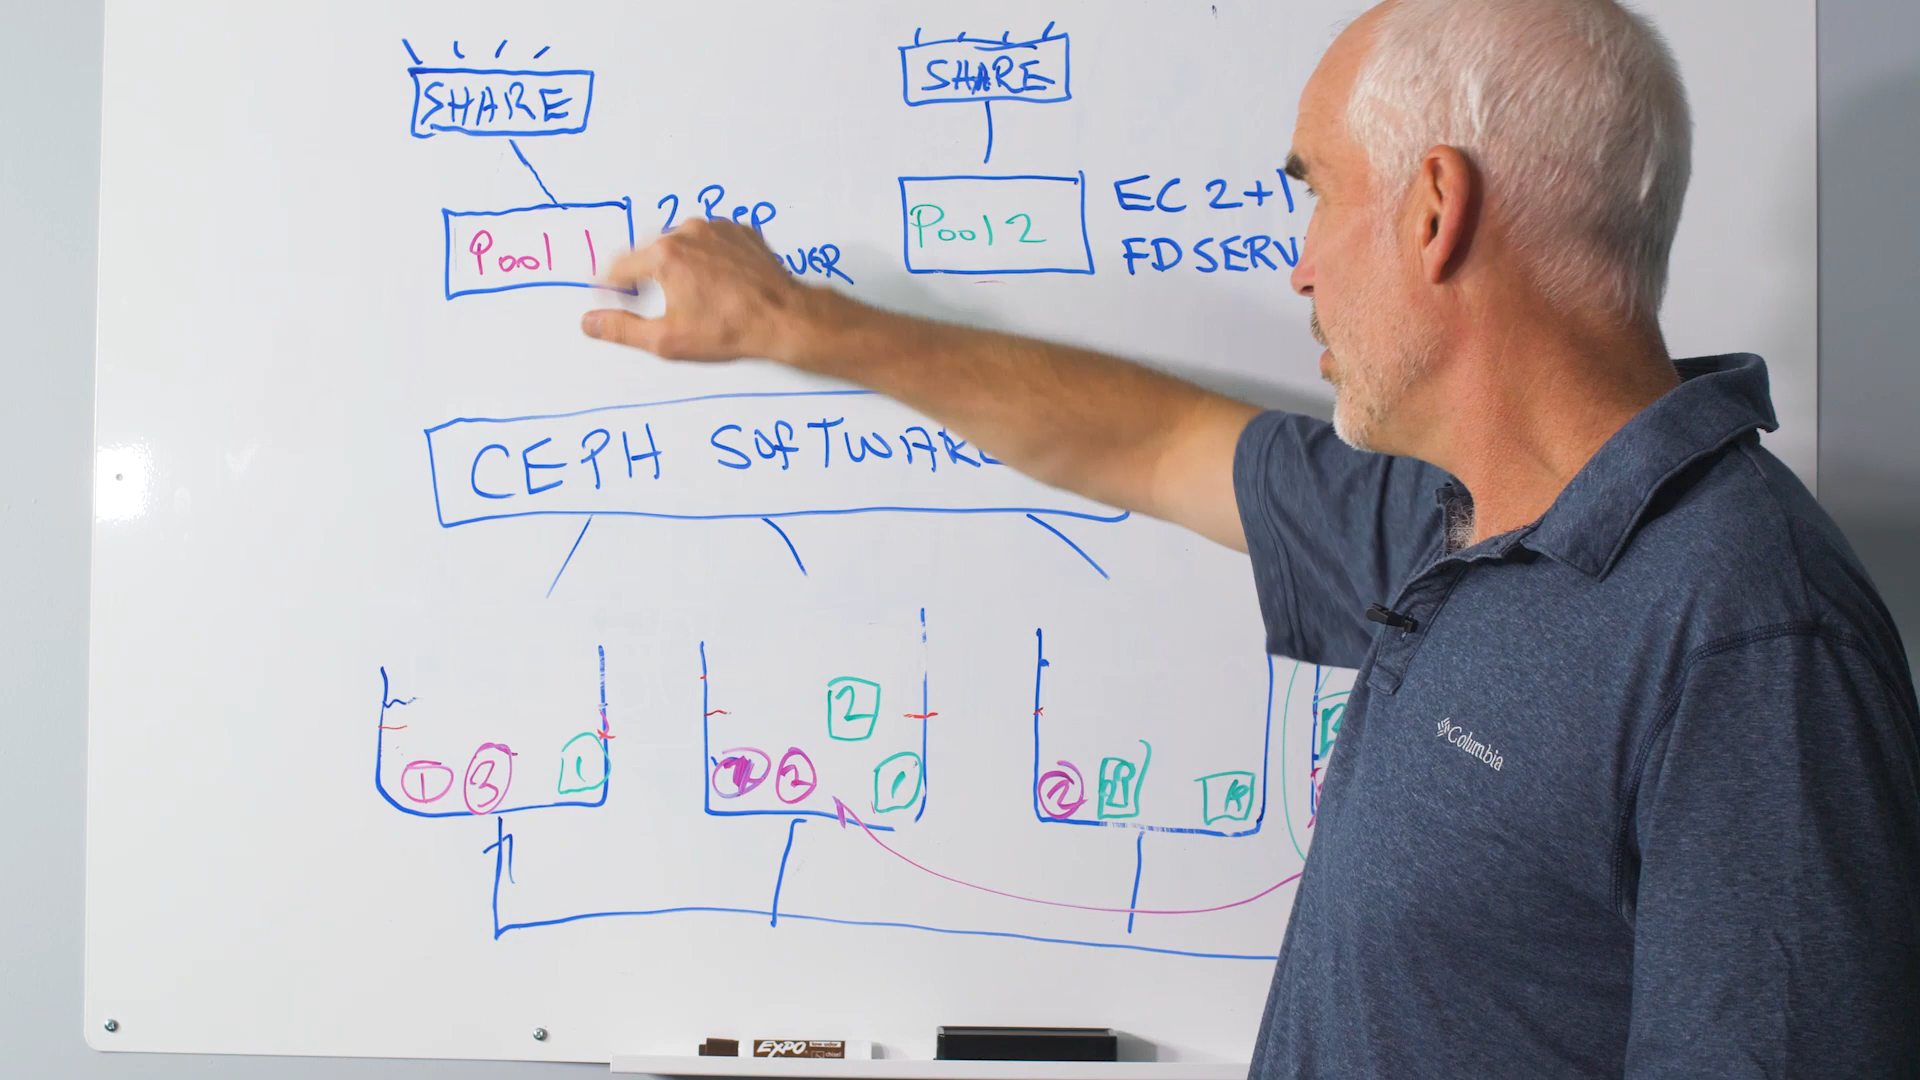 SHARE
SHARE
Pool 1
2 Rep
Pool 2
EC 2+1
FD SERV
CEPH SOFTWARE
1
3
1
2
2
1
2
Columbia
EXPO